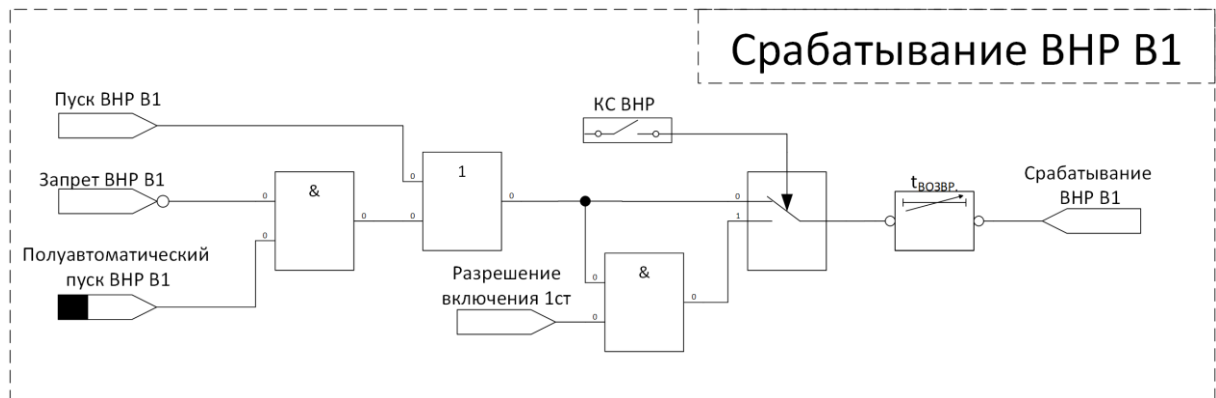 Срабатывание ВНР В1
Пуск ВНР В1
КС ВНР
0
Запрет ВНР В1
0
&
0
0
1
0
0
0
0
1
tВОЗВР.
Срабатывание
ВНР В1
Полуавтоматический
пуск ВНР В1
Разрешение
включения 1ст
0
0
&
0